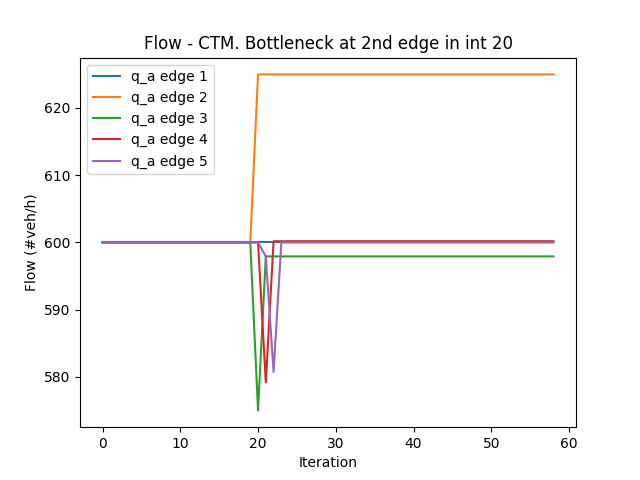 Flow - CTM. Bottleneck at 2nd edge in int 20
q_a edge 1
q_a edge 2
q_a edge 3
q_a edge 4
q_a edge 5
Flow (#veh/h)
620
610
600
590
580
0 10 20 30 40 50 60
Iteration